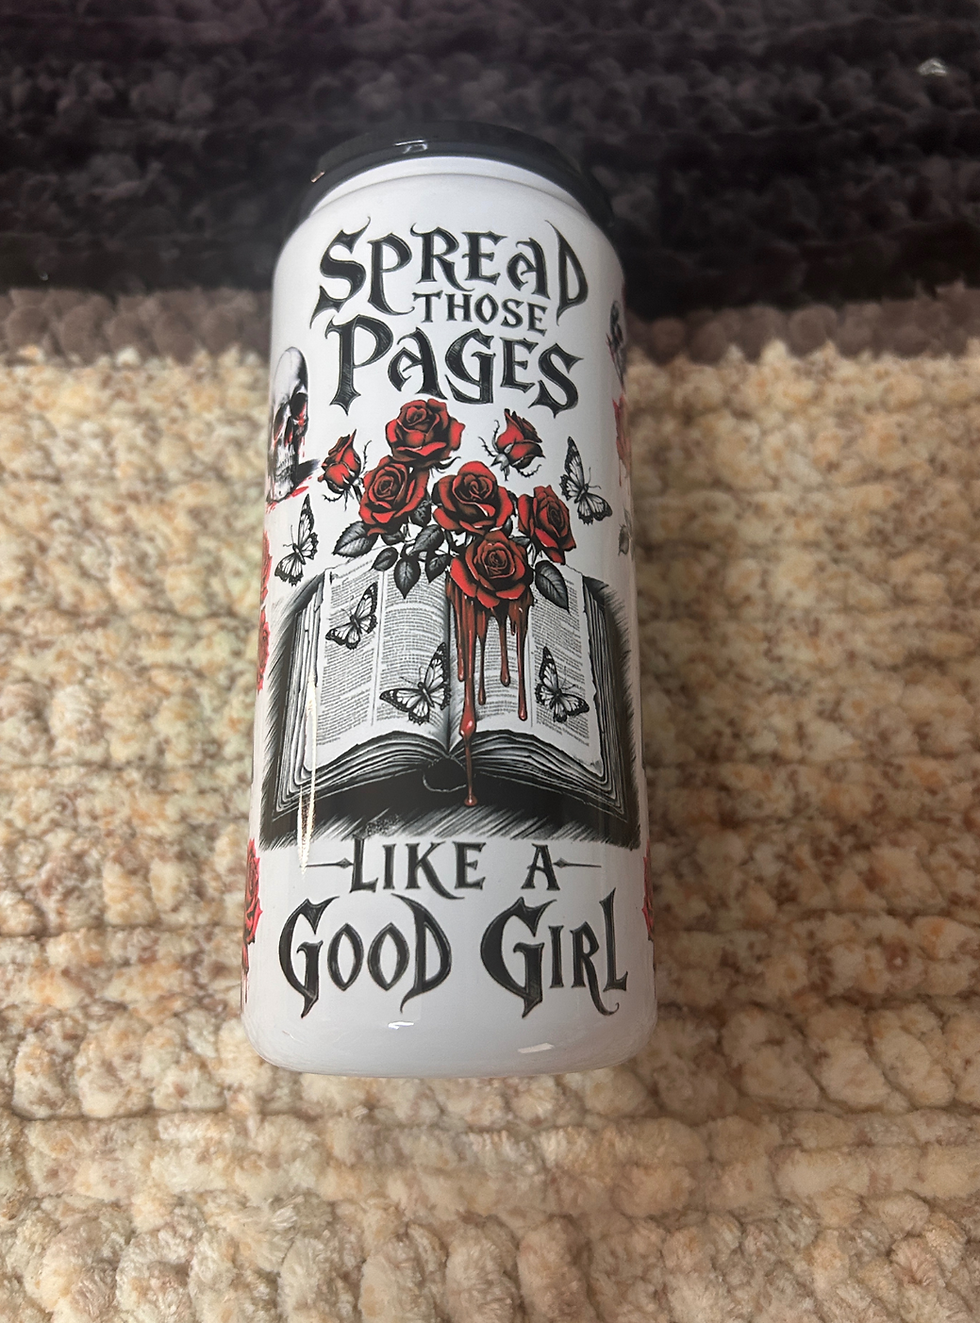 SPREAD
THOSE
PAGES
LIKE A
GOOD GIRL